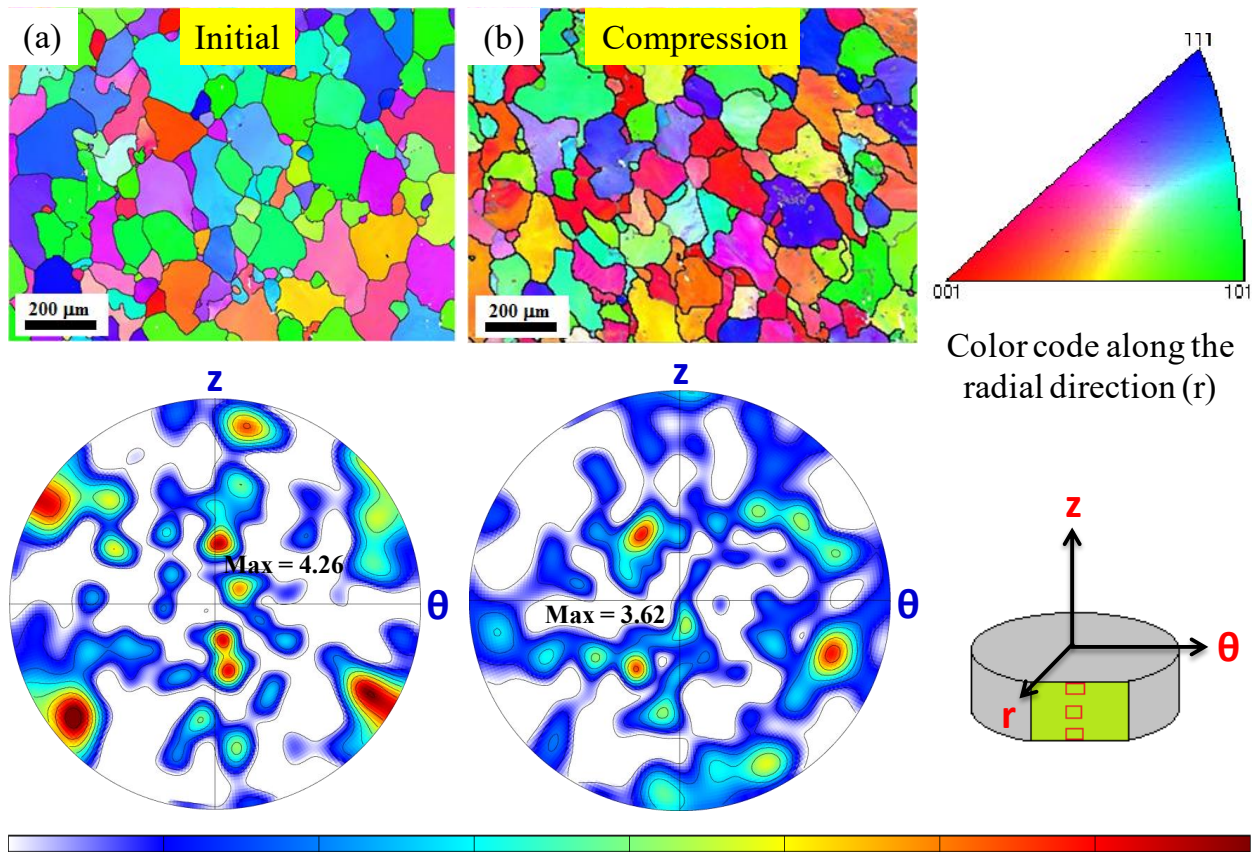 (a)
Initial
(b)
Compression
200 μm
200 μm
111
001
101
Color code along the
radial direction (r)
z
z
Max = 4.26
θ
Max = 3.62
θ
z
θ
r